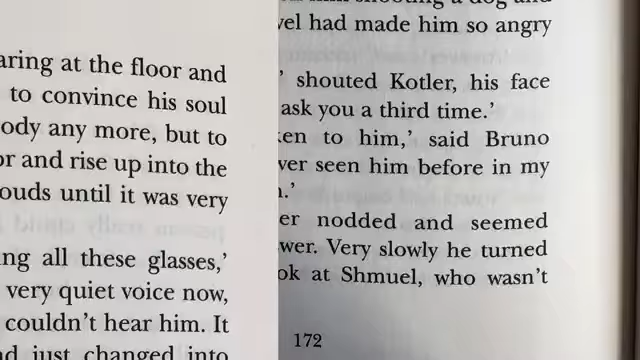 aring at the floor and
to convince his soul
ody any more, but to
or and rise up into the
ouds until it was very
ng all these glasses,'
very quiet voice now,
couldn't hear him. It
had just changed into
shooting a dog and
vel had made him so angry
' shouted Kotler, his face
ask you a third time.'
ken to him,' said Bruno
ver seen him before in my
n.'
er nodded and seemed
wer. Very slowly he turned
ok at Shmuel, who wasn't
172